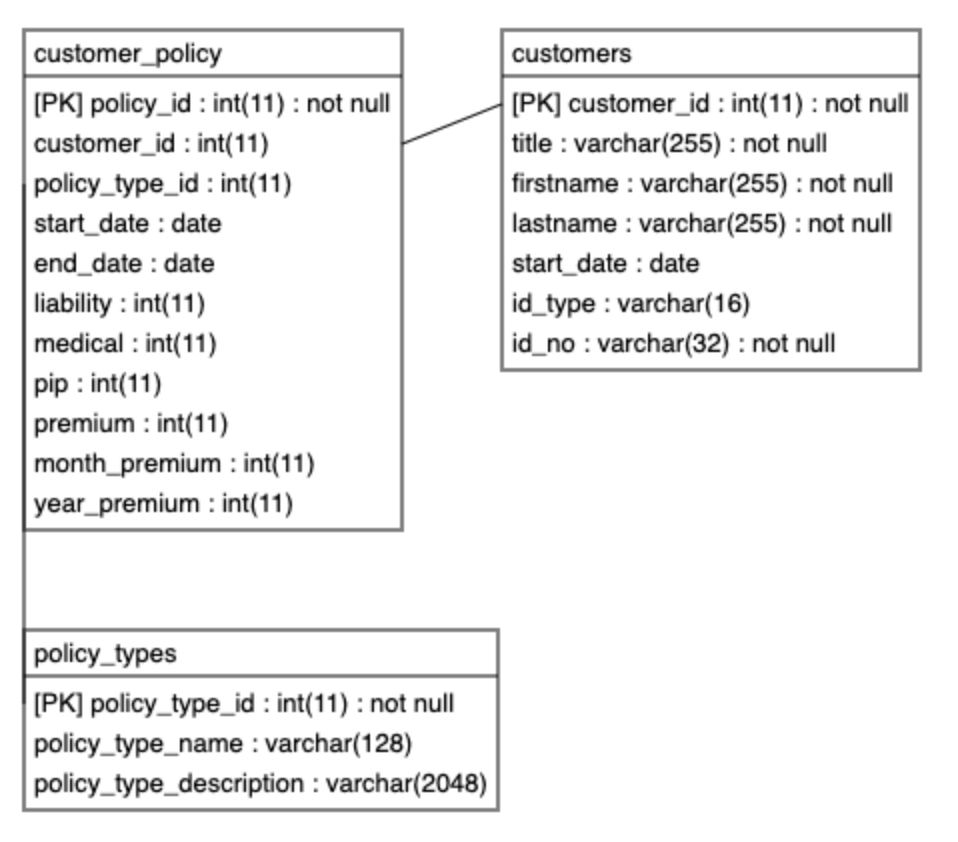 customer_policy
[PK] policy_id : int(11) : not null
customer_id : int(11)
policy_type_id : int(11)
start_date : date
end_date : date
liability : int(11)
medical : int(11)
pip : int(11)
premium : int(11)
month_premium : int(11)
year_premium : int(11)
customers
[PK] customer_id : int(11) : not null
title : varchar(255) : not null
firstname : varchar(255) : not null
lastname : varchar(255) : not null
start_date : date
id_type : varchar(16)
id_no : varchar(32) : not null
policy_types
[PK] policy_type_id : int(11) : not null
policy_type_name : varchar(128)
policy_type_description : varchar(2048)